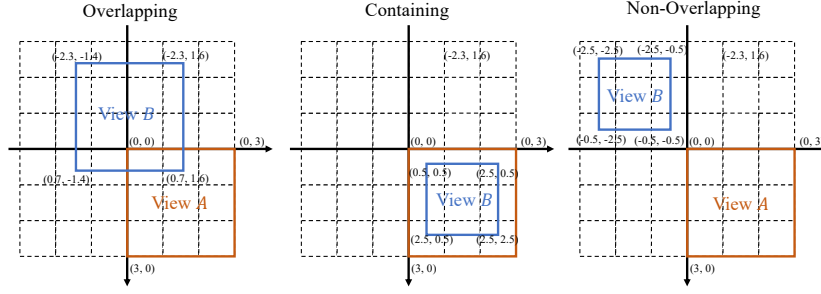 Overlapping
(-2.3, -1.4) (-2.3, 1.6)
View B
(0, 0) (0, 3)
(0.7, -1.4) (0.7, 1.6)
View A
(3, 0)
Containing
(-2.3, 1.6)
(0, 0) (0, 3)
(0.5, 0.5) (2.5, 0.5)
View B
(2.5, 0.5) (2.5, 2.5)
(3, 0)
Non-Overlapping
(-2.5, -2.5) (-2.5, -0.5) (-2.3, 1.6)
View B
(-0.5, -2.5) (-0.5, -0.5) (0, 0) (0, 3)
View A
(3, 0)